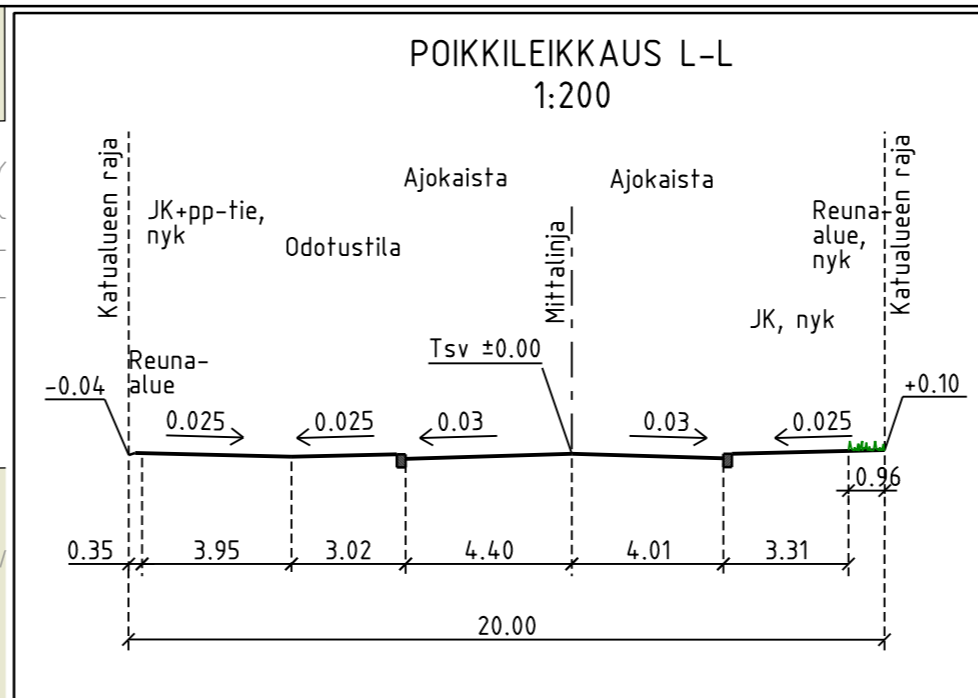 POIKKILEIKKAUS L-L
1:200
Katualueen raja
JK+pp-tie,
nyk
Odotustila
Ajokaista
Mittalinja
Ajokaista
Reuna-
alue,
nyk
Katualueen raja
JK, nyk
Reuna-
alue
Tsv ±0.00
-0.04
+0.10
0.025
0.025
0.03
0.03
0.025
0.96
0.35
3.95
3.02
4.40
4.01
3.31
20.00